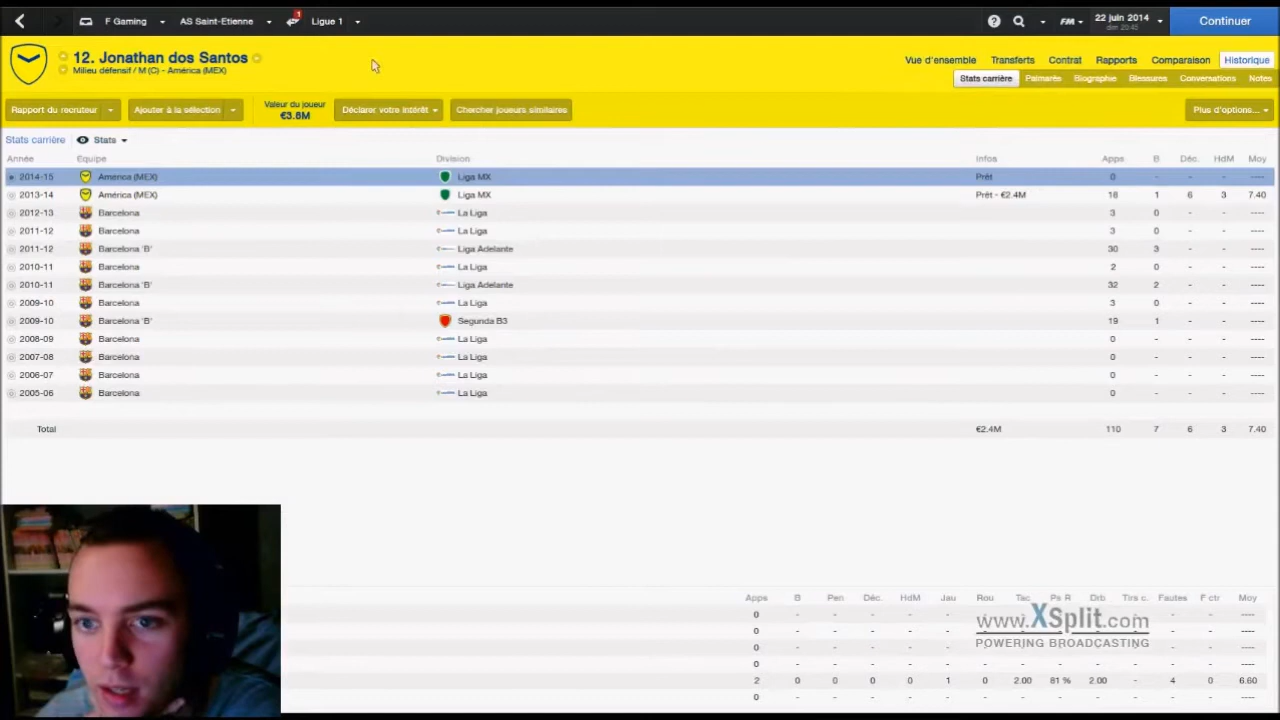 F Gaming AS Saint-Etienne 1 Ligue 1 FM 22 juin 2014 dim 20:45 Continuer
12. Jonathan dos Santos
Milieu défensif / M (C) - América (MEX)
Vue d'ensemble Transferts Contrat Rapports Comparaison Historique
Stats carrière Palmarès Biographie Blessures Conversations Notes
Rapport du recruteur Ajouter à la sélection Valeur du joueur €3.8M Déclarer votre intérêt Chercher joueurs similaires Plus d'options...
Stats carrière Stats
Année Equipe Division Infos Apps B Déc. HdM Moy
2014-15 América (MEX) Liga MX Prêt 0 - - - ----
2013-14 América (MEX) Liga MX Prêt - €2.4M 18 1 6 3 7.40
2012-13 Barcelona La Liga 3 0 - - ----
2011-12 Barcelona La Liga 3 0 - - ----
2011-12 Barcelona 'B' Liga Adelante 30 3 - - ----
2010-11 Barcelona La Liga 2 0 - - ----
2010-11 Barcelona 'B' Liga Adelante 32 2 - - ----
2009-10 Barcelona La Liga 3 0 - - ----
2009-10 Barcelona 'B' Segunda B3 19 1 - - ----
2008-09 Barcelona La Liga 0 - - - ----
2007-08 Barcelona La Liga 0 - - - ----
2006-07 Barcelona La Liga 0 - - - ----
2005-06 Barcelona La Liga 0 - - - ----
Total €2.4M 110 7 6 3 7.40
Apps B Pen Déc. HdM Jau Rou Tac Ps R Drb Tirs c. Fautes F ctr Moy
0 - - - - - - - - - - - - ----
0 - - - - - - - - - - - - ----
0 - - - - - - - - - - - - ----
0 - - - - - - - - - - - - ----
2 0 0 0 0 1 0 2.00 81 % 2.00 - 4 0 6.60
0 - - - - - - - - - - - - ----
www.XSplit.com
POWERING BROADCASTING